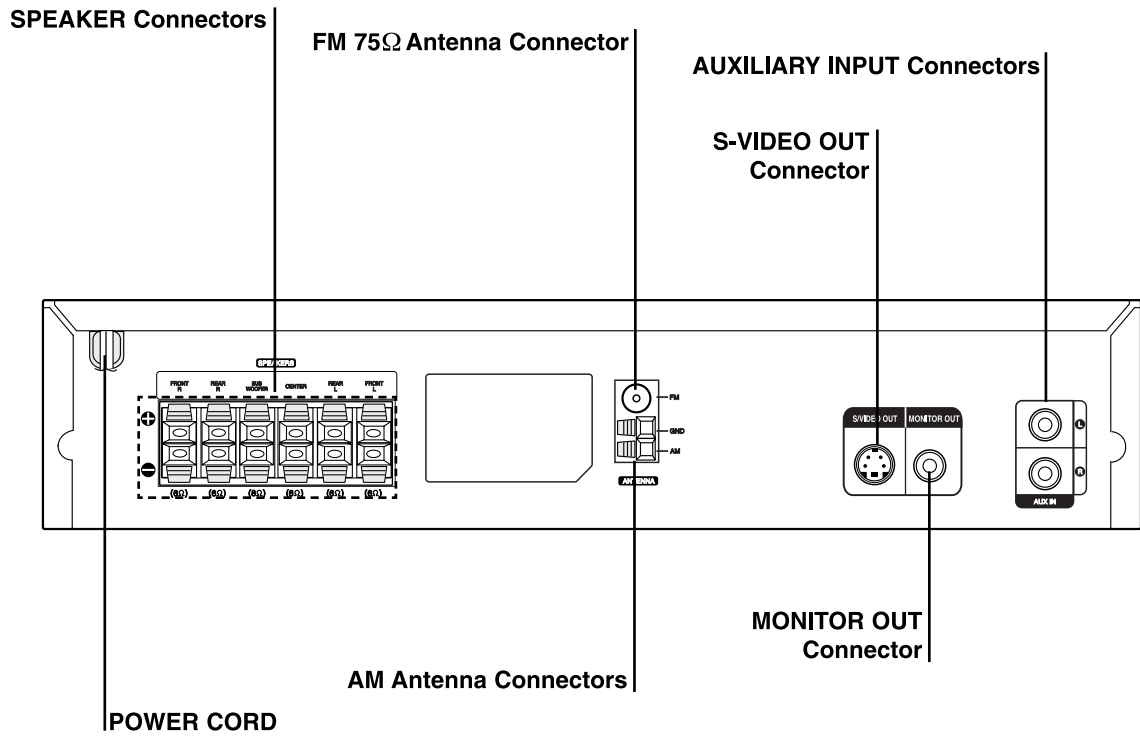 SPEAKER Connectors
FM 75Ω Antenna Connector
AUXILIARY INPUT Connectors
S-VIDEO OUT
Connector
SPEAKERS
FRONT
R
REAR
R
SUB
WOOFER
CENTER
REAR
L
FRONT
L
FM
GND
AM
ANTENNA
S/VIDEO OUT
MONITOR OUT
L
R
AUX IN
(6Ω)
(6Ω)
(8Ω)
(6Ω)
(6Ω)
(6Ω)
MONITOR OUT
Connector
AM Antenna Connectors
POWER CORD